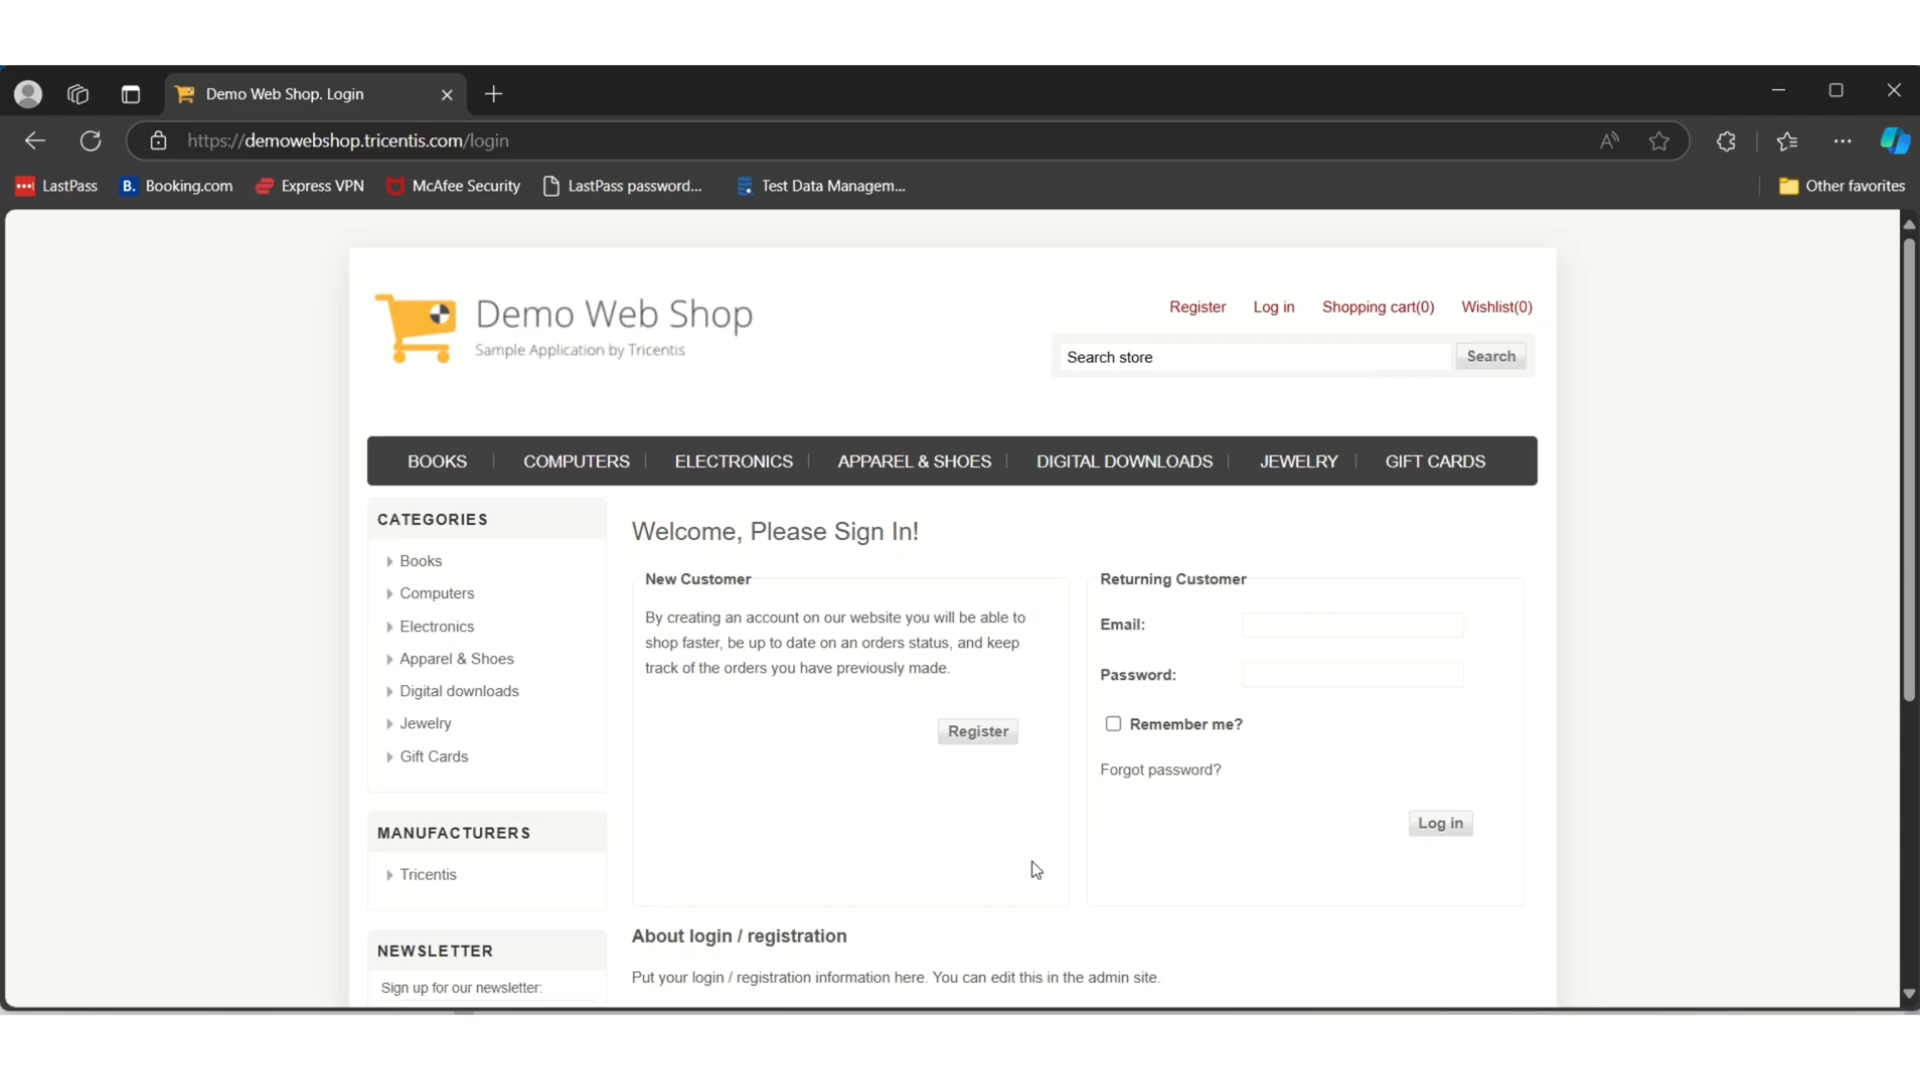 Demo Web Shop. Login
https://demowebshop.tricentis.com/login
LastPass
B. Booking.com
Express VPN
McAfee Security
LastPass password...
Test Data Managem...
Other favorites
Demo Web Shop
Sample Application by Tricentis
Register
Log in
Shopping cart(0)
Wishlist(0)
Search store
Search
BOOKS
COMPUTERS
ELECTRONICS
APPAREL & SHOES
DIGITAL DOWNLOADS
JEWELRY
GIFT CARDS
CATEGORIES
Books
Computers
Electronics
Apparel & Shoes
Digital downloads
Jewelry
Gift Cards
MANUFACTURERS
Tricentis
NEWSLETTER
Sign up for our newsletter:
Welcome, Please Sign In!
New Customer
By creating an account on our website you will be able to
shop faster, be up to date on an orders status, and keep
track of the orders you have previously made.
Register
Returning Customer
Email:
Password:
Remember me?
Forgot password?
Log in
About login / registration
Put your login / registration information here. You can edit this in the admin site.